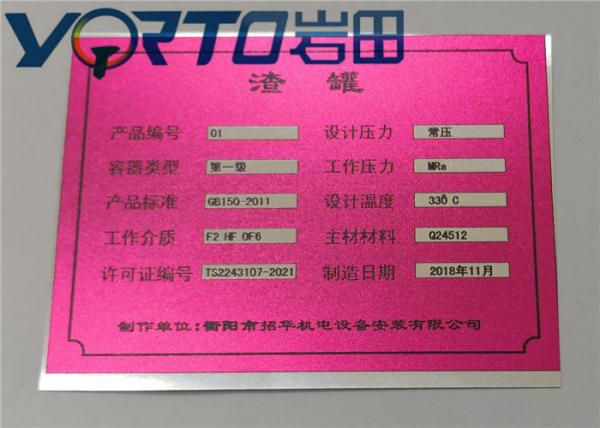 YORTO岩田
渣 罐
产品编号 01 设计压力 常压
容器类型 第一级 工作压力 MRa
产品标准 GB150-2011 设计温度 330 C
工作介质 F2 HF OF6 主材材料 Q24512
许可证编号 TS2243107-2021 制造日期 2018年11月
制作单位:衡阳市招华机电设备安装有限公司